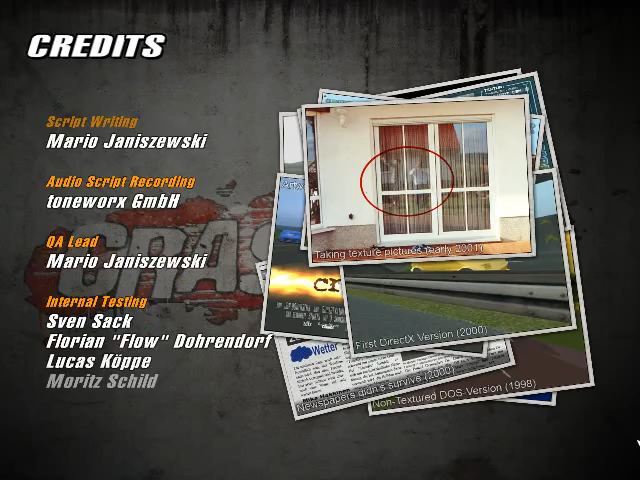 CREDITS
Script Writing
Mario Janiszewski
Audio Script Recording
toneworx GmbH
QA Lead
Mario Janiszewski
Internal Testing
Sven Sack
Florian "Flow" Dohrendorf
Lucas Köppe
Moritz Schild
CRAS
Taking texture pictures (early 2001)
First DirectX Version (2000)
Wetter
Newspapers didn's survive (2000)
Non-Textured DOS Version (1998)